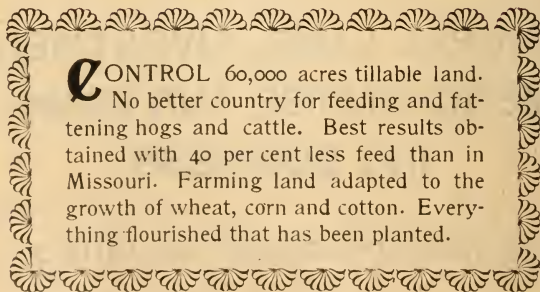 CONTROL 60,000 acres tillable land.
No better country for feeding and fat-
tening hogs and cattle. Best results ob-
tained with 40 per cent less feed than in
Missouri. Farming land adapted to the
growth of wheat, corn and cotton. Every-
thing flourished that has been planted.